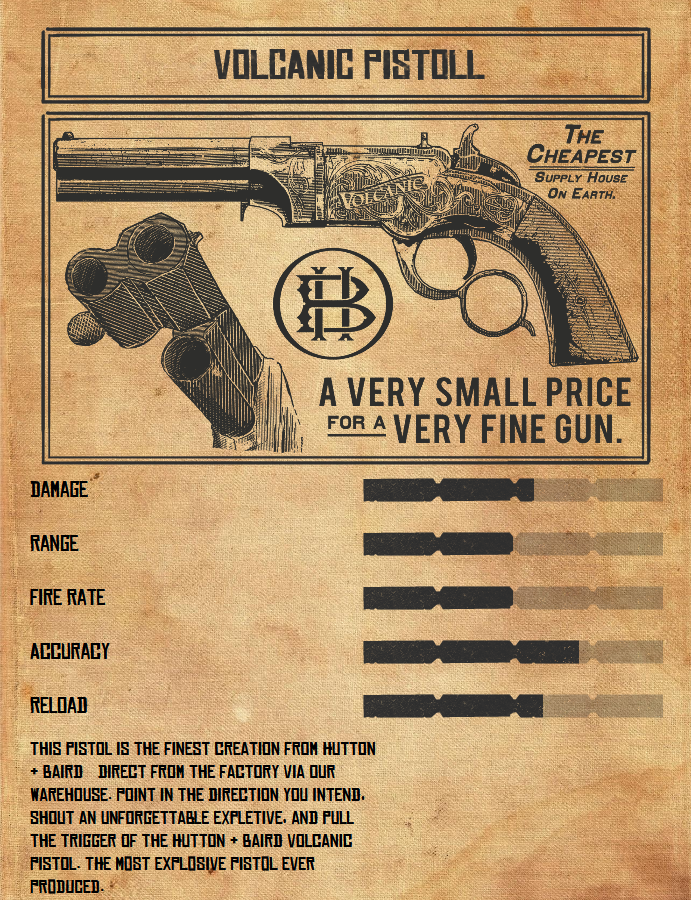 VOLCANIC PISTOLL
THE
CHEAPEST
SUPPLY HOUSE
ON EARTH.
VOLCANIC
HB
A VERY SMALL PRICE
FOR A VERY FINE GUN.
DAMAGE
RANGE
FIRE RATE
ACCURACY
RELOAD
THIS PISTOL IS THE FINEST CREATION FROM HUTTON
+ BAIRD DIRECT FROM THE FACTORY VIA OUR
WAREHOUSE. POINT IN THE DIRECTION YOU INTEND,
SHOUT AN UNFORGETTABLE EXPLETIVE, AND PULL
THE TRIGGER OF THE HUTTON + BAIRD VOLCANIC
PISTOL. THE MOST EXPLOSIVE PISTOL EVER
PRODUCED.